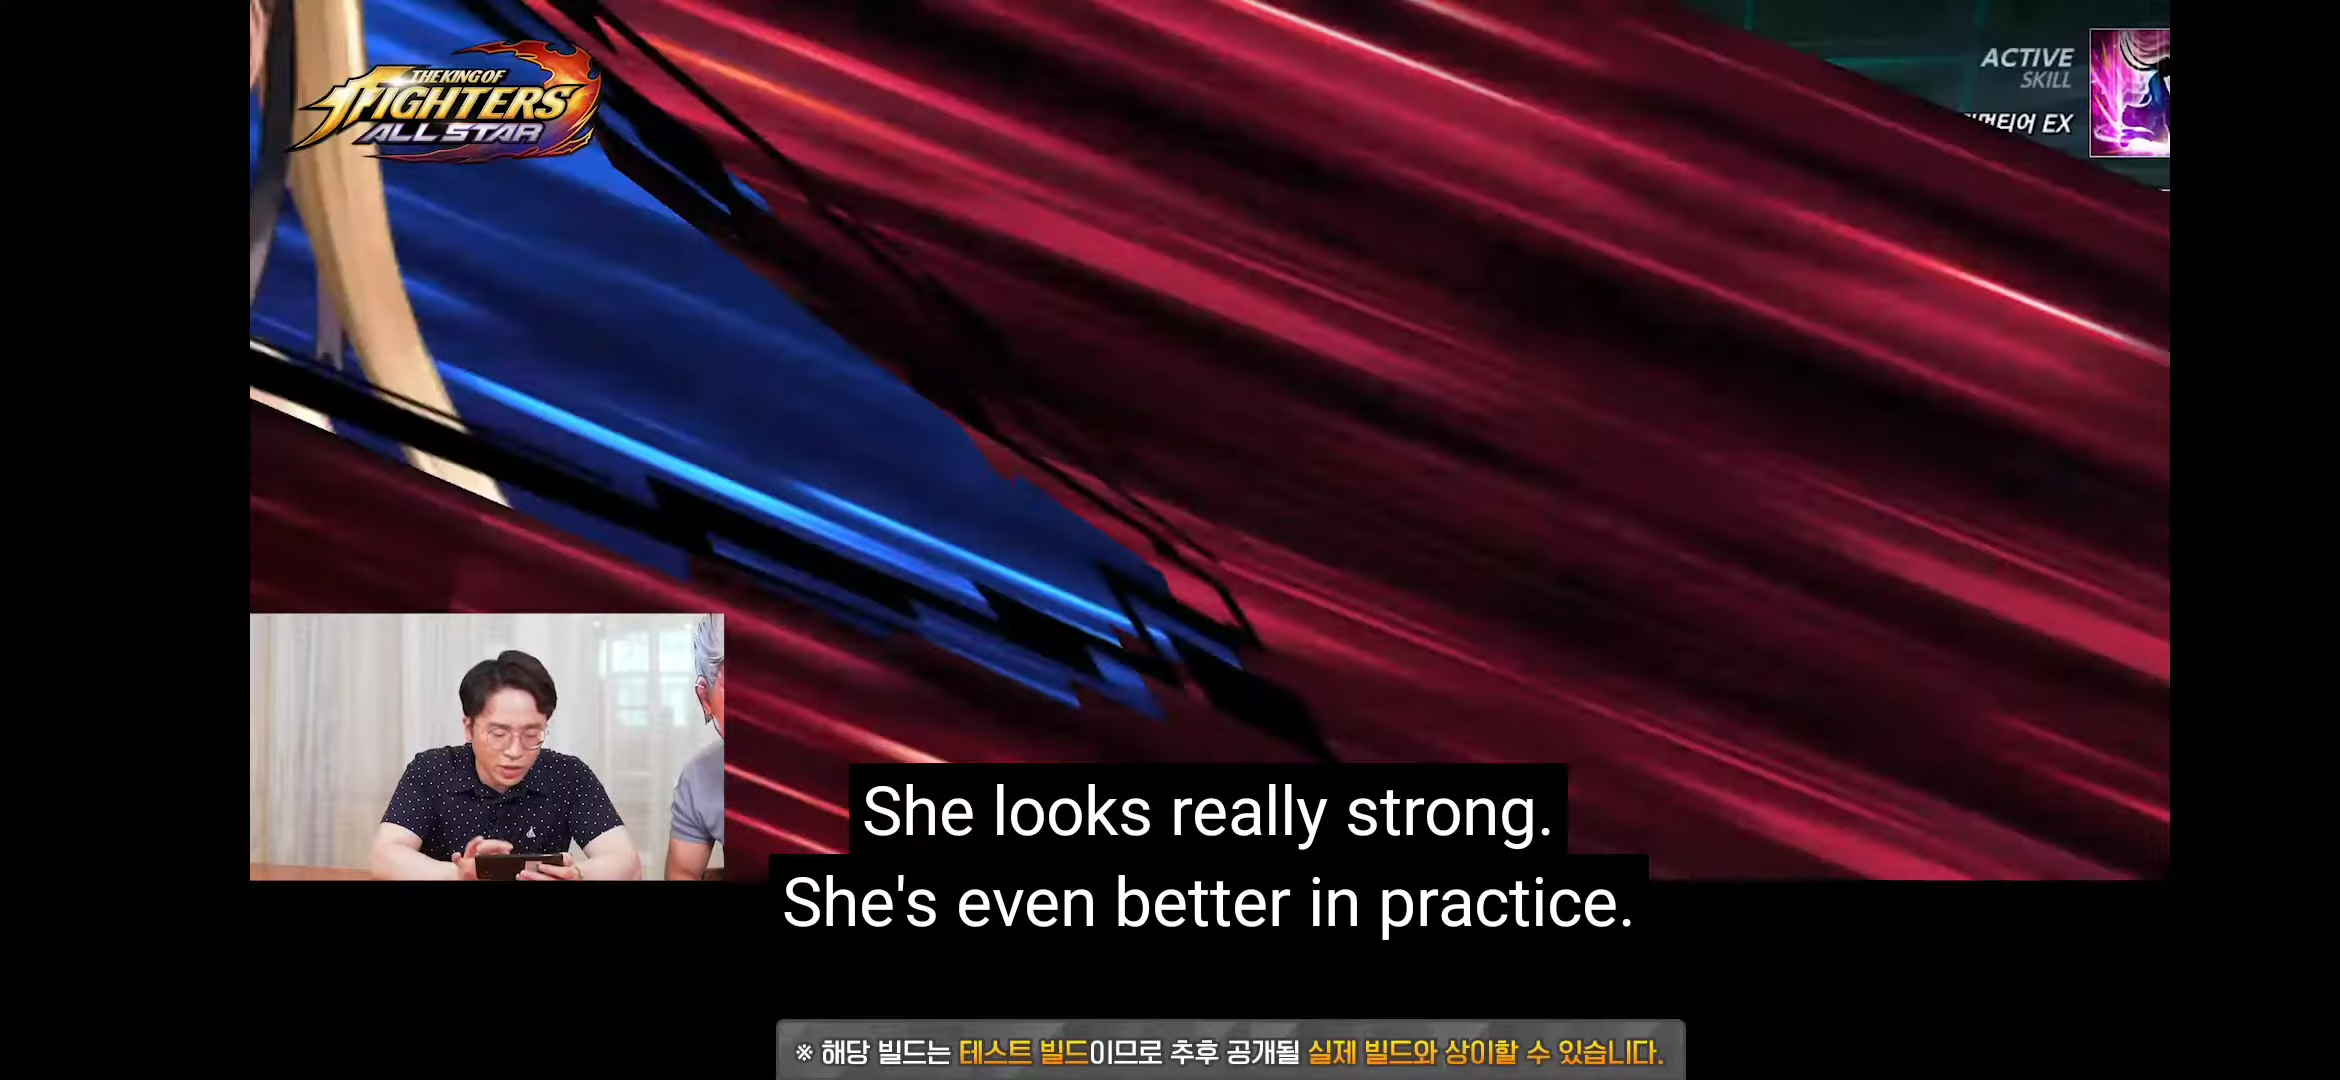 THE KING OF
FIGHTERS
ALL STAR
ACTIVE
SKILL
EX
She looks really strong.
She's even better in practice.
※ 해당 빌드는 테스트 빌드이므로 추후 공개될 실제 빌드와 상이할 수 있습니다.